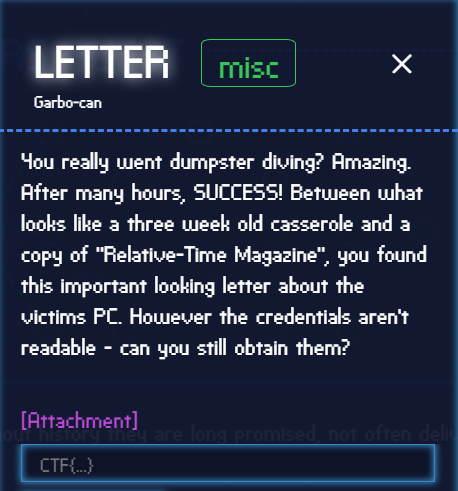 LETTER misc
Garbo-can
You really went dumpster diving? Amazing.
After many hours, SUCCESS! Between what
looks like a three week old casserole and a
copy of "Relative-Time Magazine", you found
this important looking letter about the
victims PC. However the credentials aren't
readable - can you still obtain them?
[Attachment]
CTF{...}